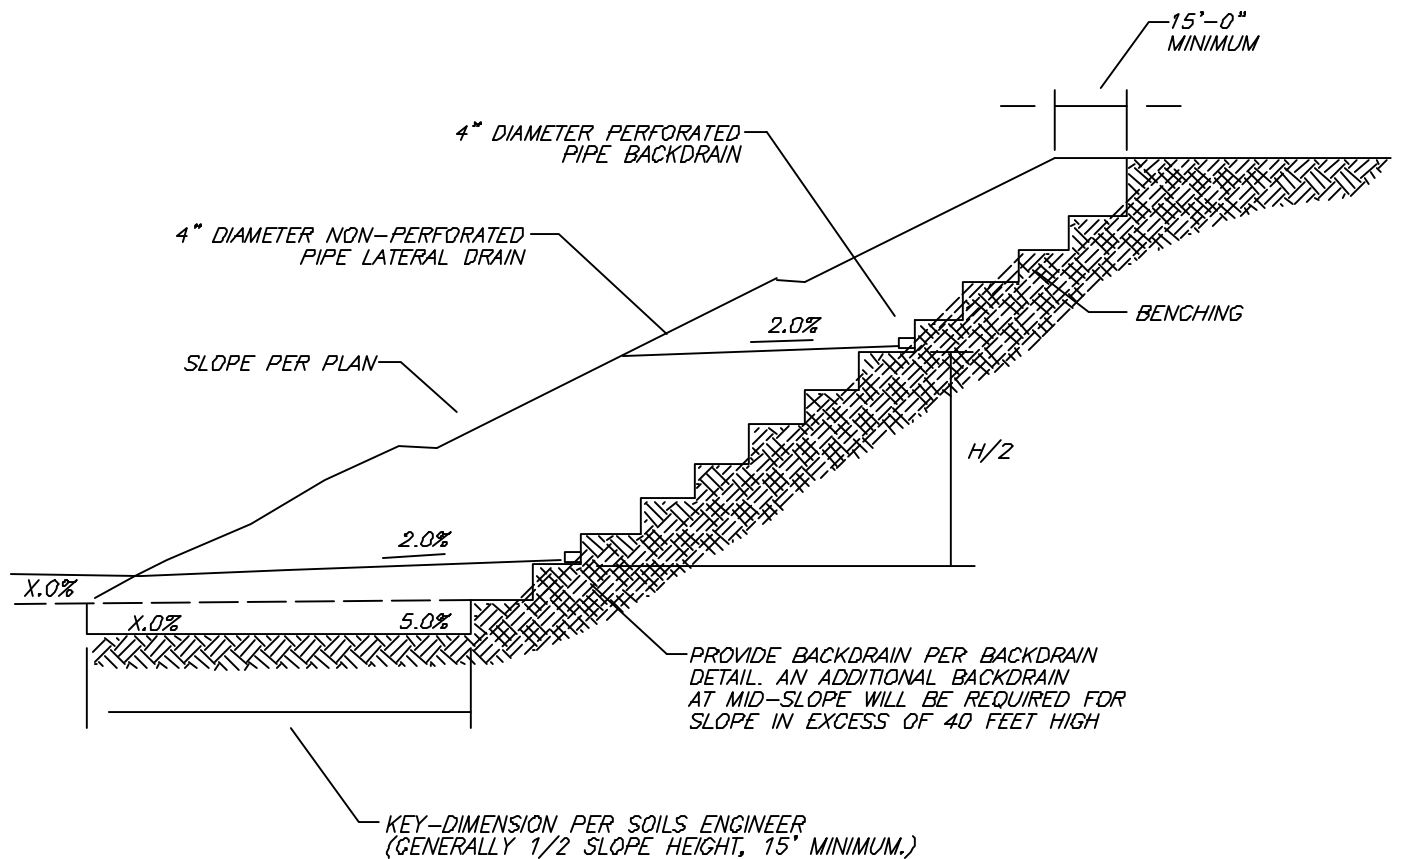 15'-0"
MINIMUM
4" DIAMETER PERFORATED
PIPE BACKDRAIN
4" DIAMETER NON-PERFORATED
PIPE LATERAL DRAIN
BENCHING
2.0%
SLOPE PER PLAN
H/2
2.0%
X.0%
X.0%
5.0%
PROVIDE BACKDRAIN PER BACKDRAIN
DETAIL. AN ADDITIONAL BACKDRAIN
AT MID-SLOPE WILL BE REQUIRED FOR
SLOPE IN EXCESS OF 40 FEET HIGH
KEY-DIMENSION PER SOILS ENGINEER
(GENERALLY 1/2 SLOPE HEIGHT, 15' MINIMUM.)